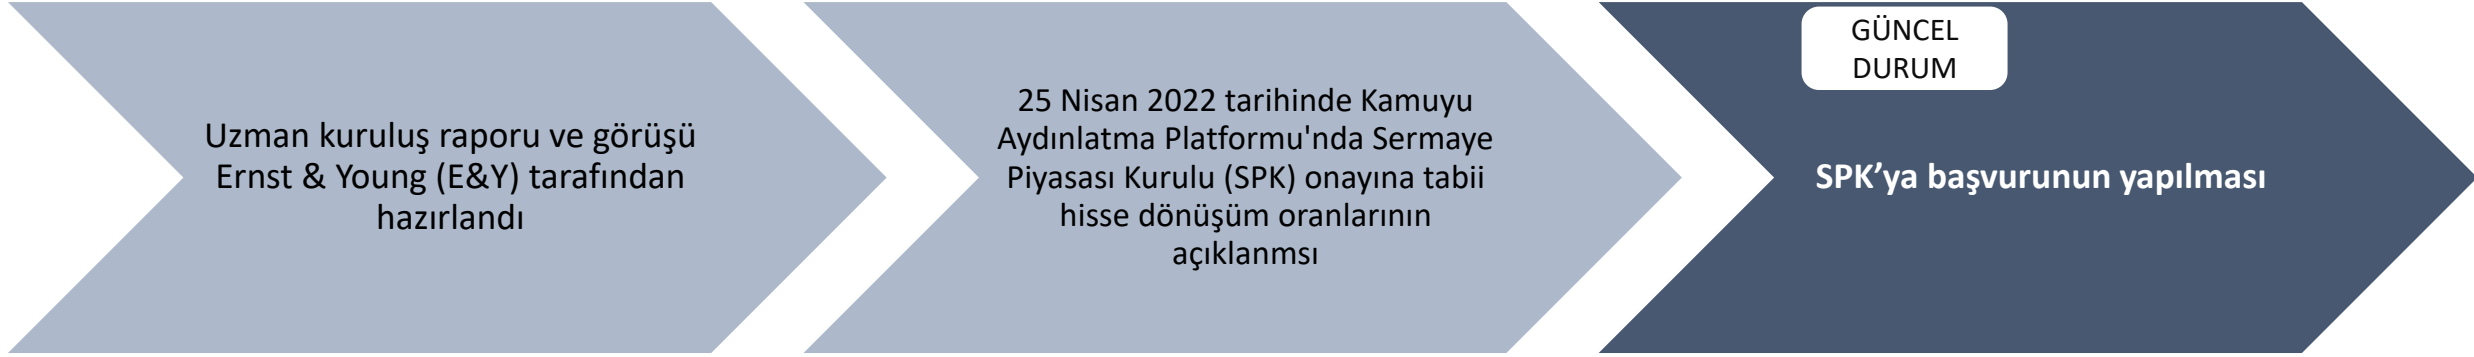 Uzman kuruluş raporu ve görüşü
Ernst & Young (E&Y) tarafından
hazırlandı
25 Nisan 2022 tarihinde Kamuyu
Aydınlatma Platformu'nda Sermaye
Piyasası Kurulu (SPK) onayına tabii
hisse dönüşüm oranlarının
açıklanmsı
GÜNCEL
DURUM
SPK’ya başvurunun yapılması